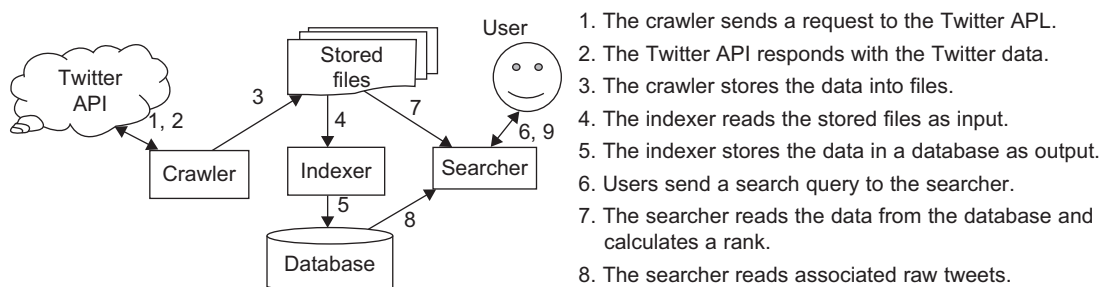 Twitter
API
1, 2
Crawler
3
Stored
files
4
Indexer
5
Database
7
8
Searcher
User
6, 9
1. The crawler sends a request to the Twitter APL.
2. The Twitter API responds with the Twitter data.
3. The crawler stores the data into files.
4. The indexer reads the stored files as input.
5. The indexer stores the data in a database as output.
6. Users send a search query to the searcher.
7. The searcher reads the data from the database and
calculates a rank.
8. The searcher reads associated raw tweets.